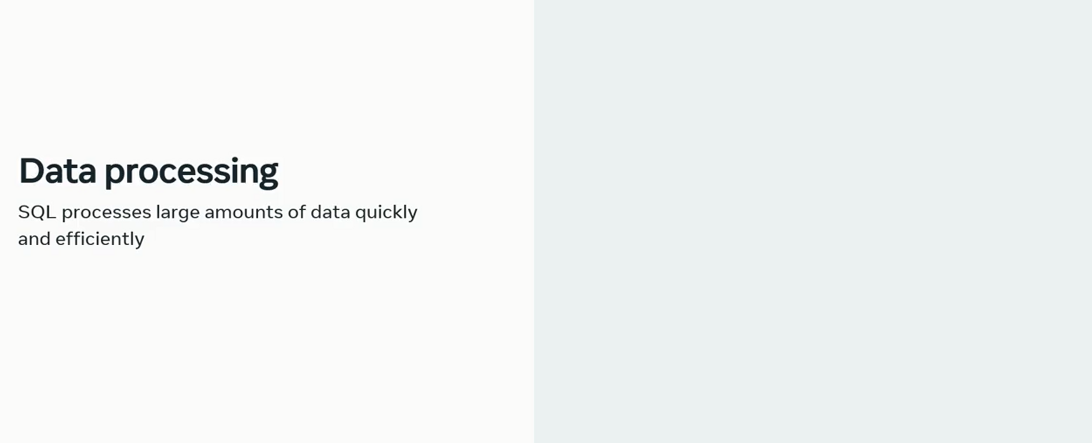 Data processing
SQL processes large amounts of data quickly
and efficiently